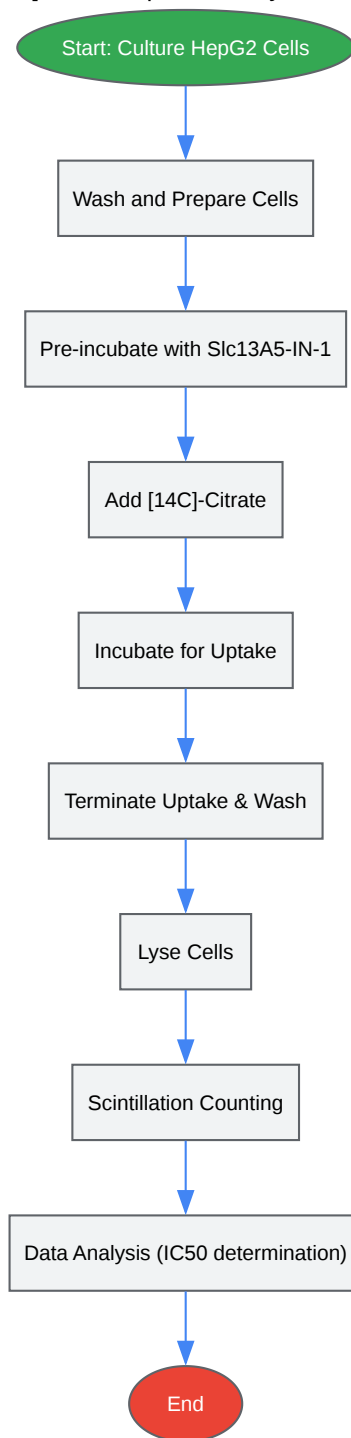 Start: Culture HepG2 Cells
Wash and Prepare Cells
Pre-incubate with Slc13A5-IN-1
Add [14C]-Citrate
Incubate for Uptake
Terminate Uptake & Wash
Lyse Cells
Scintillation Counting
Data Analysis (IC50 determination)
End